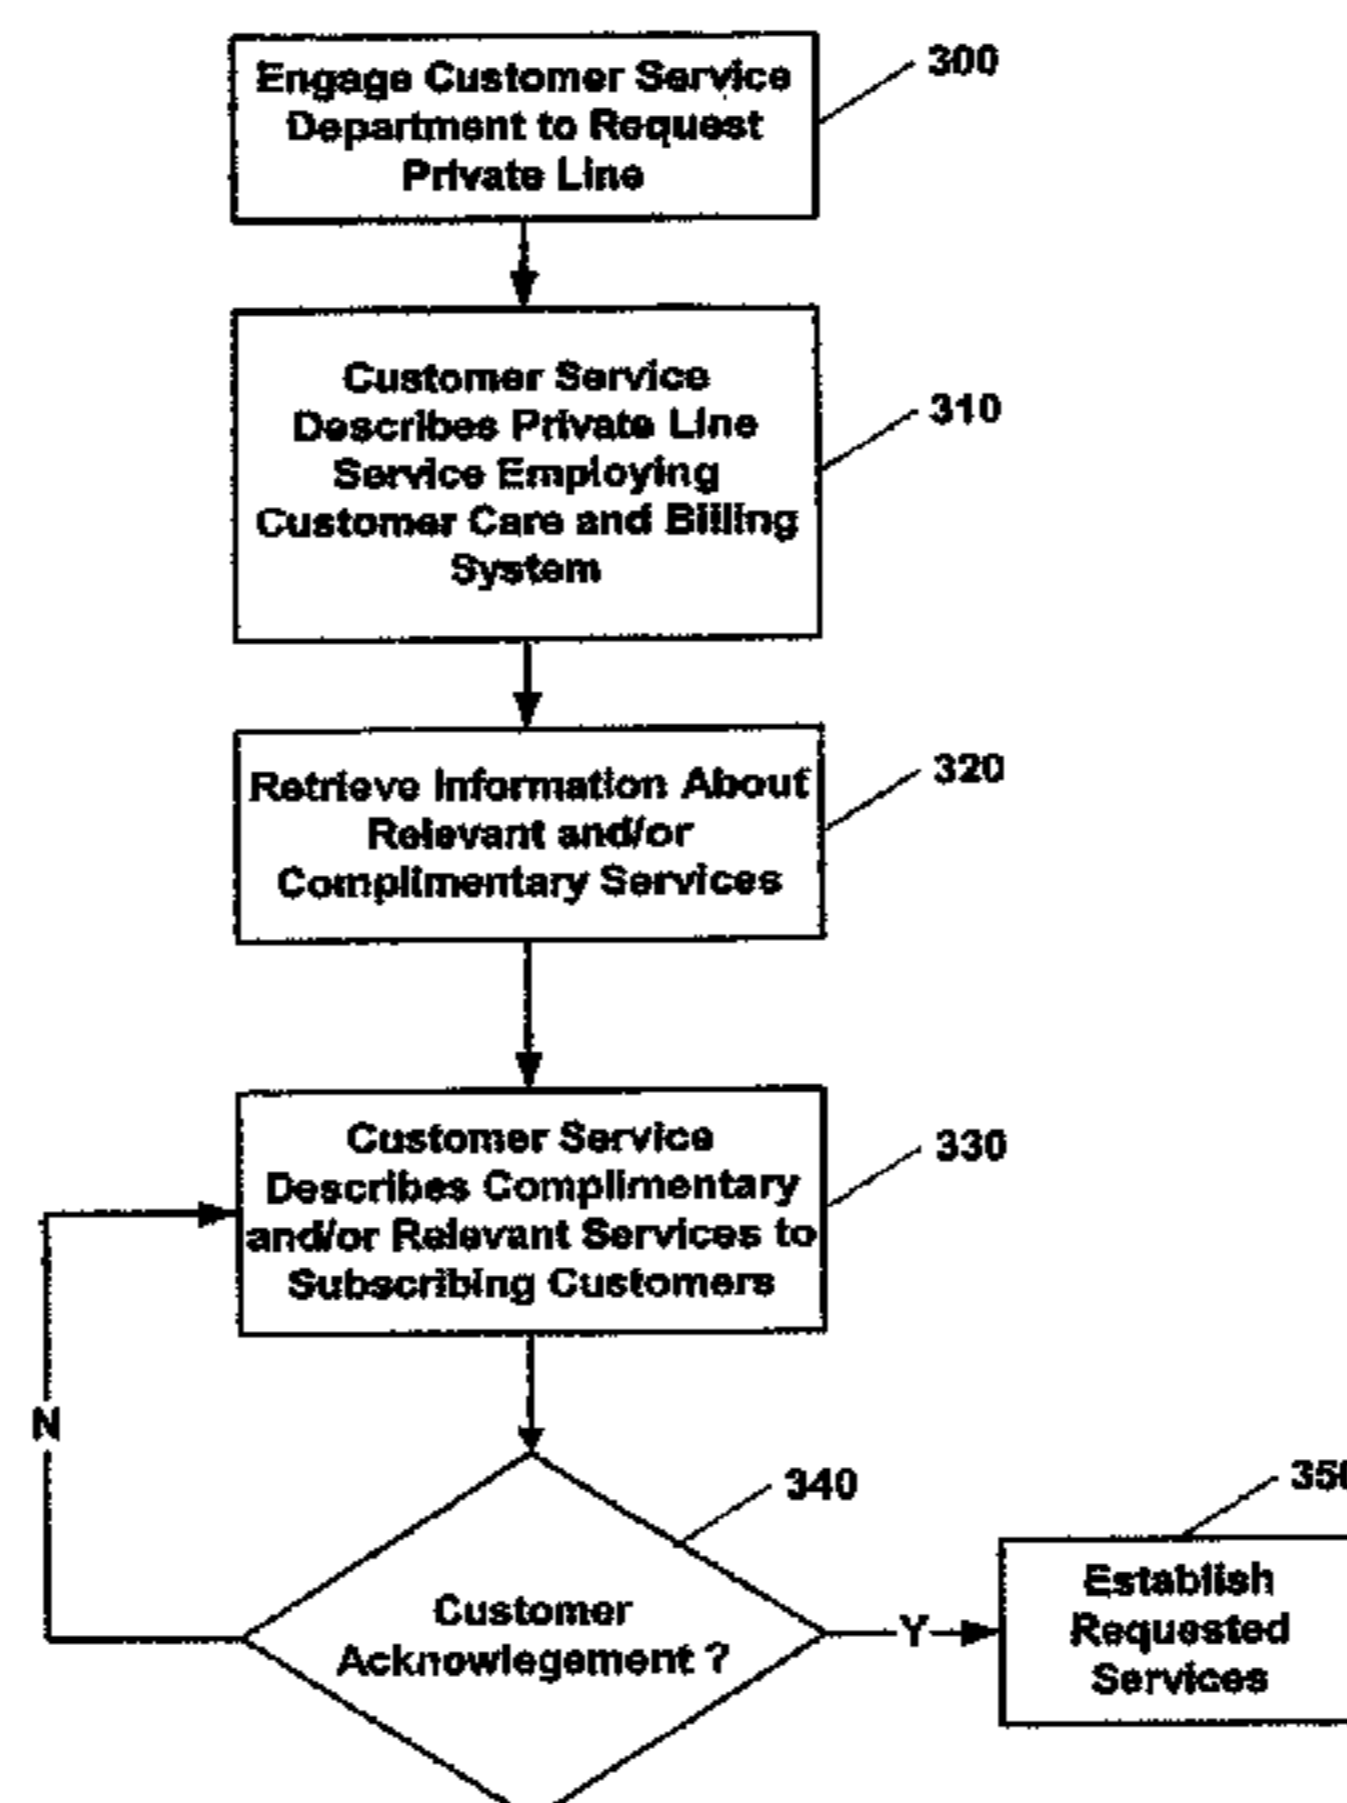 Engage Customer Service
Department to Request
Private Line
300
Customer Service
Describes Private Line
Service Employing
Customer Care and Billing
System
310
Retrieve Information About
Relevant and/or
Complimentary Services
320
Customer Service
Describes Complimentary
and/or Relevant Services to
Subscribing Customers
330
N
340
Customer
Acknowlegement ?
Y
350
Establish
Requested
Services